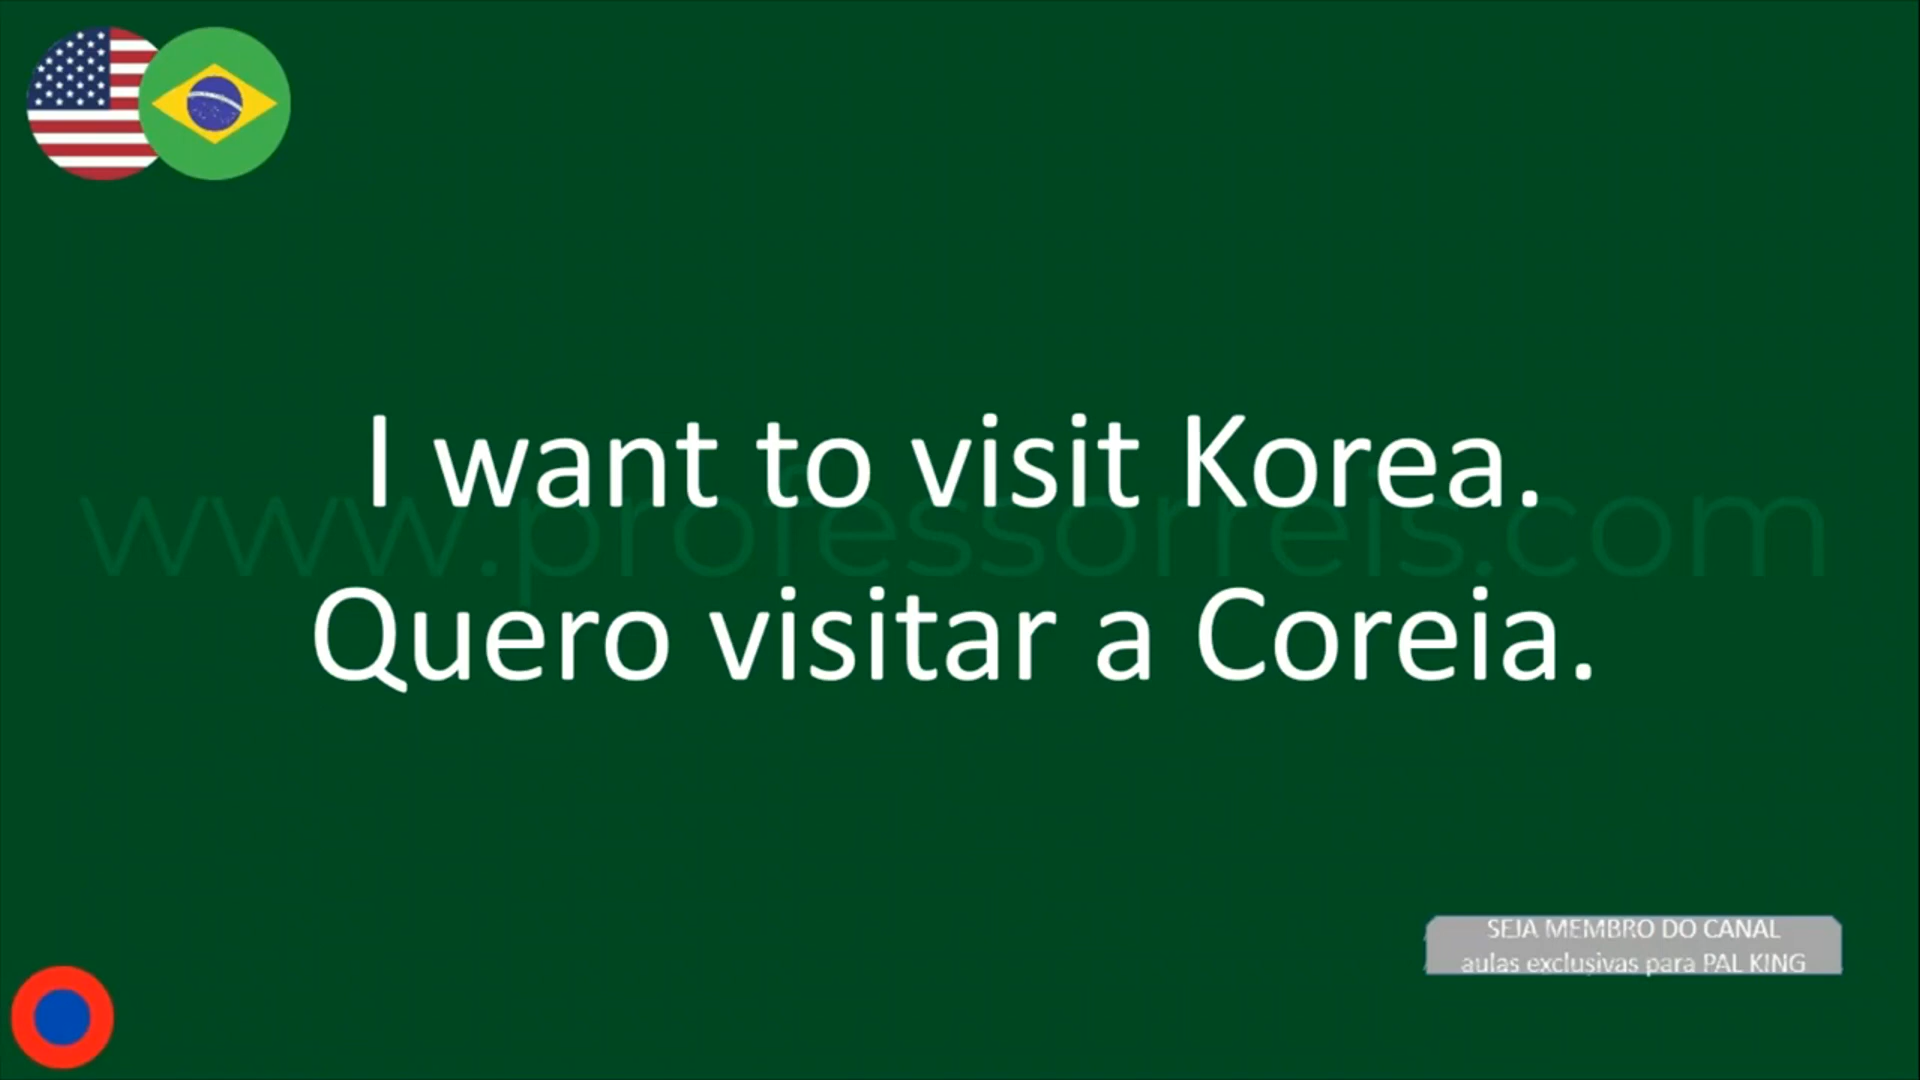 I want to visit Korea.
www.professorreis.com
Quero visitar a Coreia.
SEJA MEMBRO DO CANAL
aulas exclusivas para PAL KING